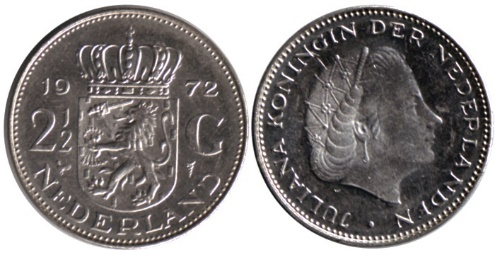 19 72
2½ G
NEDERLAND
JULIANA KONINGIN DER NEDERLANDEN